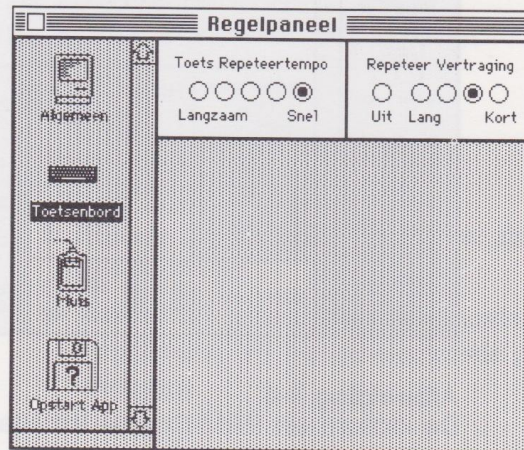 Regelpaneel
Algemeen
Toetsenbord
Muis
Opstart App
Toets Repeteertempo
Langzaam Snel
Repeteer Vertraging
Uit Lang Kort